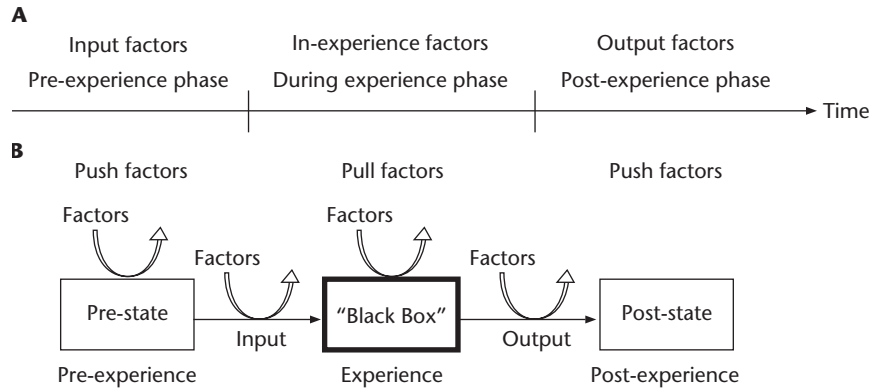 A
Input factors In-experience factors Output factors
Pre-experience phase During experience phase Post-experience phase
Time
B
Push factors Pull factors Push factors
Factors Factors
Factors Factors
Pre-state "Black Box" Post-state
Input Output
Pre-experience Experience Post-experience